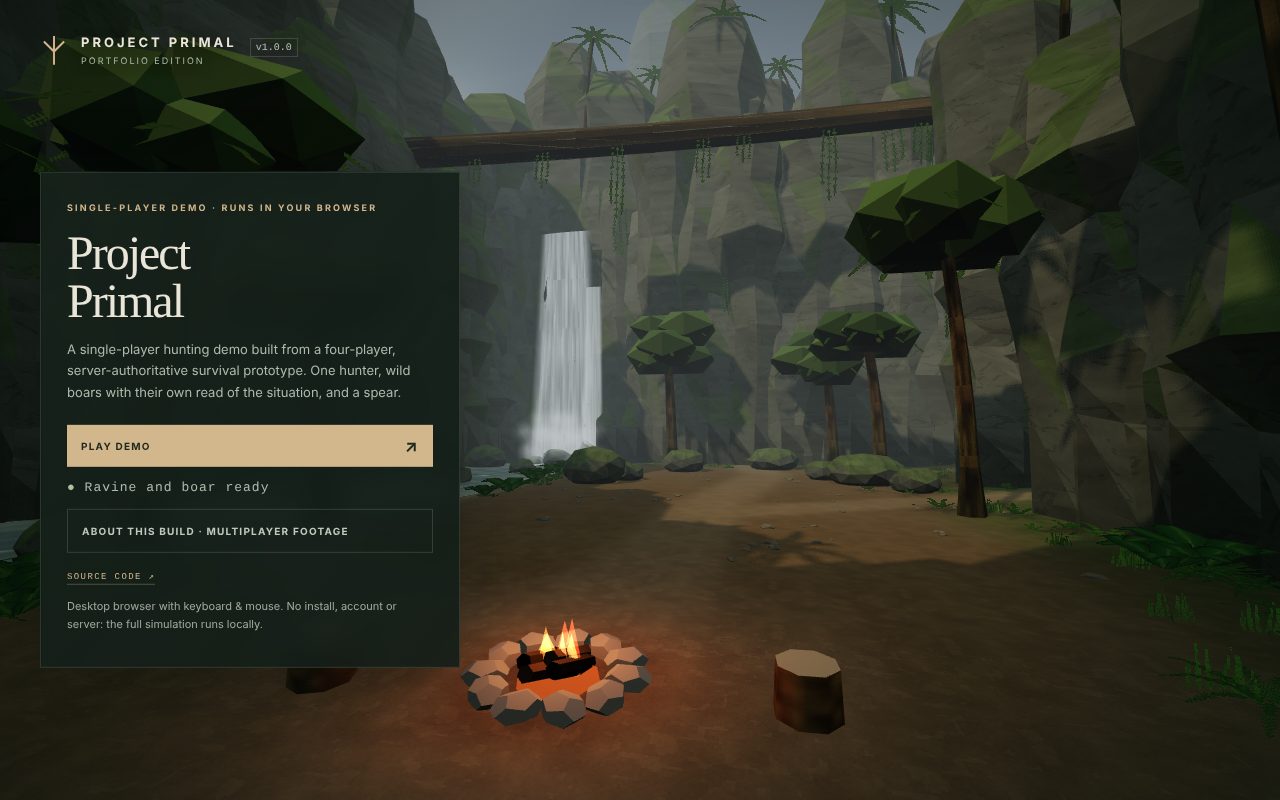 PROJECT PRIMAL
v1.0.0
PORTFOLIO EDITION
SINGLE-PLAYER DEMO · RUNS IN YOUR BROWSER
Project
Primal
A single-player hunting demo built from a four-player,
server-authoritative survival prototype. One hunter, wild
boars with their own read of the situation, and a spear.
PLAY DEMO
Ravine and boar ready
ABOUT THIS BUILD · MULTIPLAYER FOOTAGE
SOURCE CODE ↗
Desktop browser with keyboard & mouse. No install, account or
server: the full simulation runs locally.